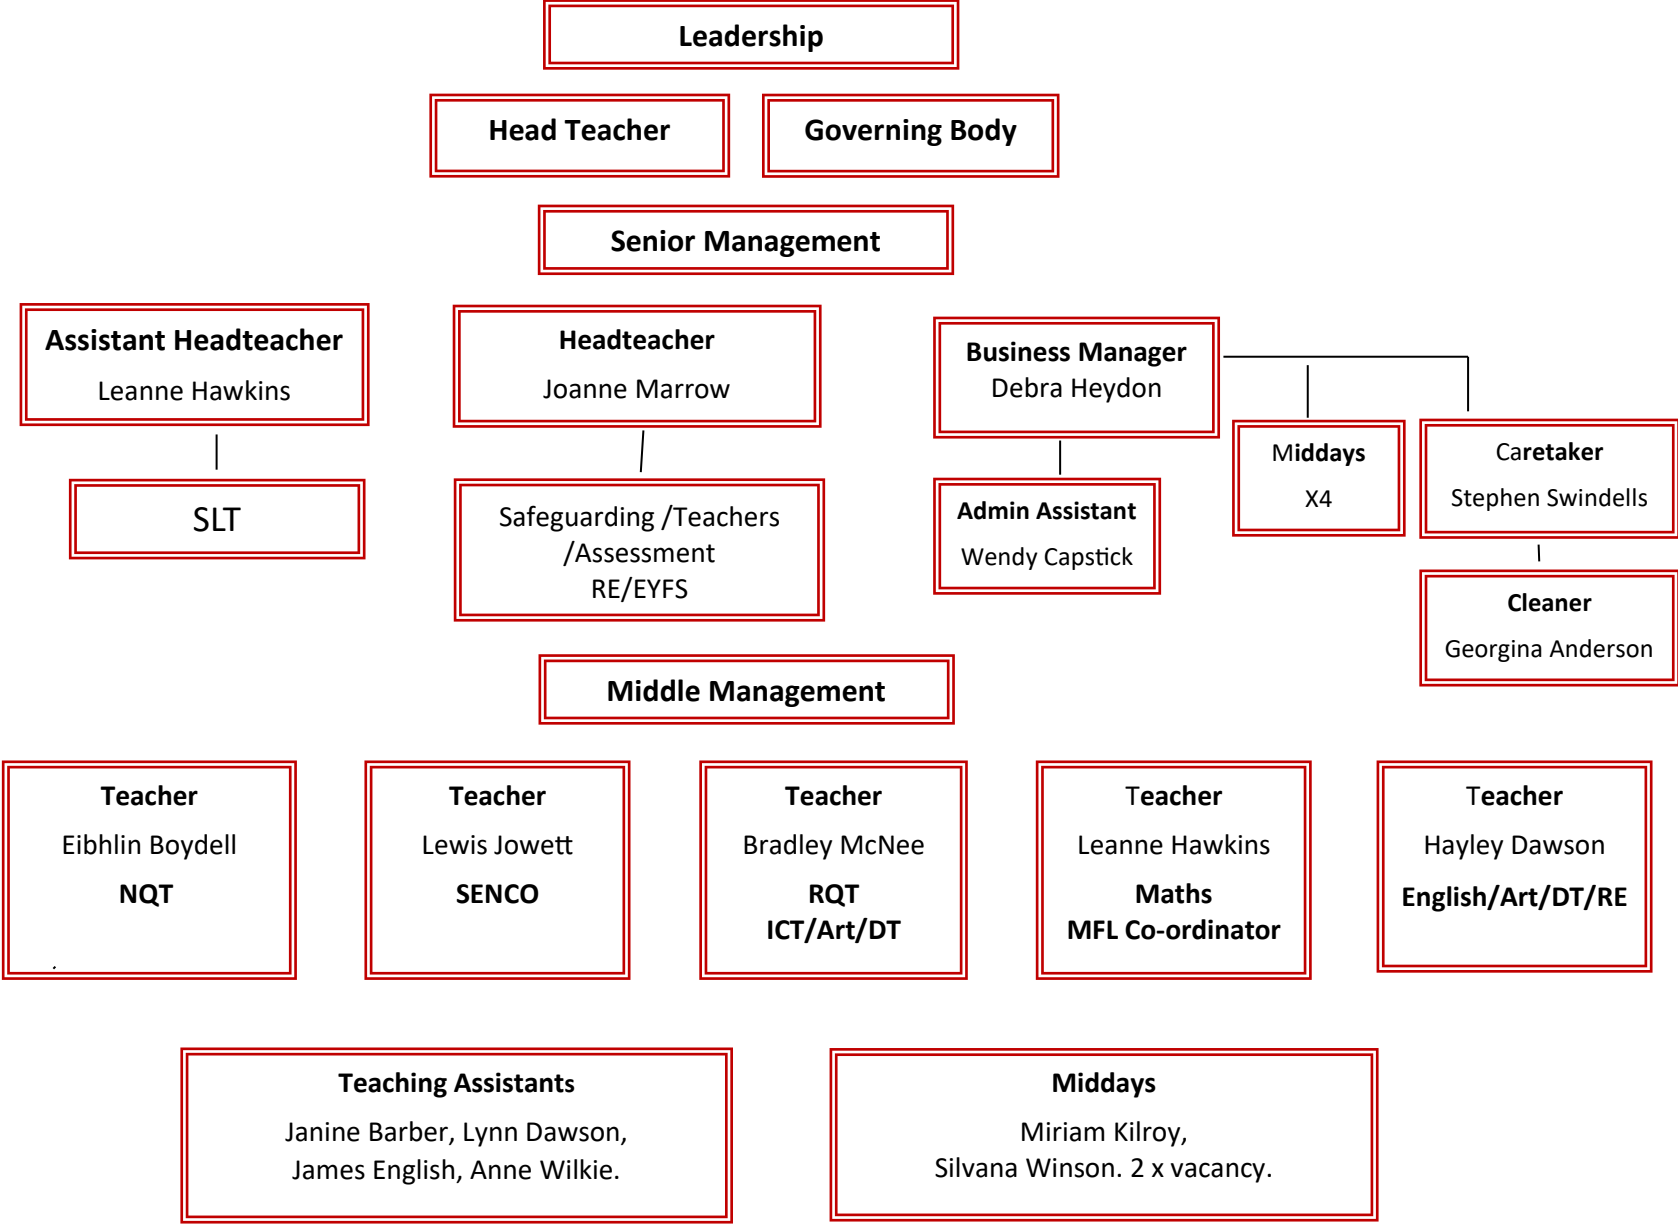 Leadership
Head Teacher
Governing Body
Senior Management
Assistant Headteacher
Leanne Hawkins
Headteacher
Joanne Marrow
Business Manager
Debra Heydon
SLT
Safeguarding /Teachers
/Assessment
RE/EYFS
Admin Assistant
Wendy Capstick
Middays
X4
Caretaker
Stephen Swindells
Cleaner
Georgina Anderson
Middle Management
Teacher
Eibhlin Boydell
NQT
Teacher
Lewis Jowett
SENCO
Teacher
Bradley McNee
RQT
ICT/Art/DT
Teacher
Leanne Hawkins
Maths
MFL Co-ordinator
Teacher
Hayley Dawson
English/Art/DT/RE
Teaching Assistants
Janine Barber, Lynn Dawson,
James English, Anne Wilkie.
Middays
Miriam Kilroy,
Silvana Winson. 2 x vacancy.